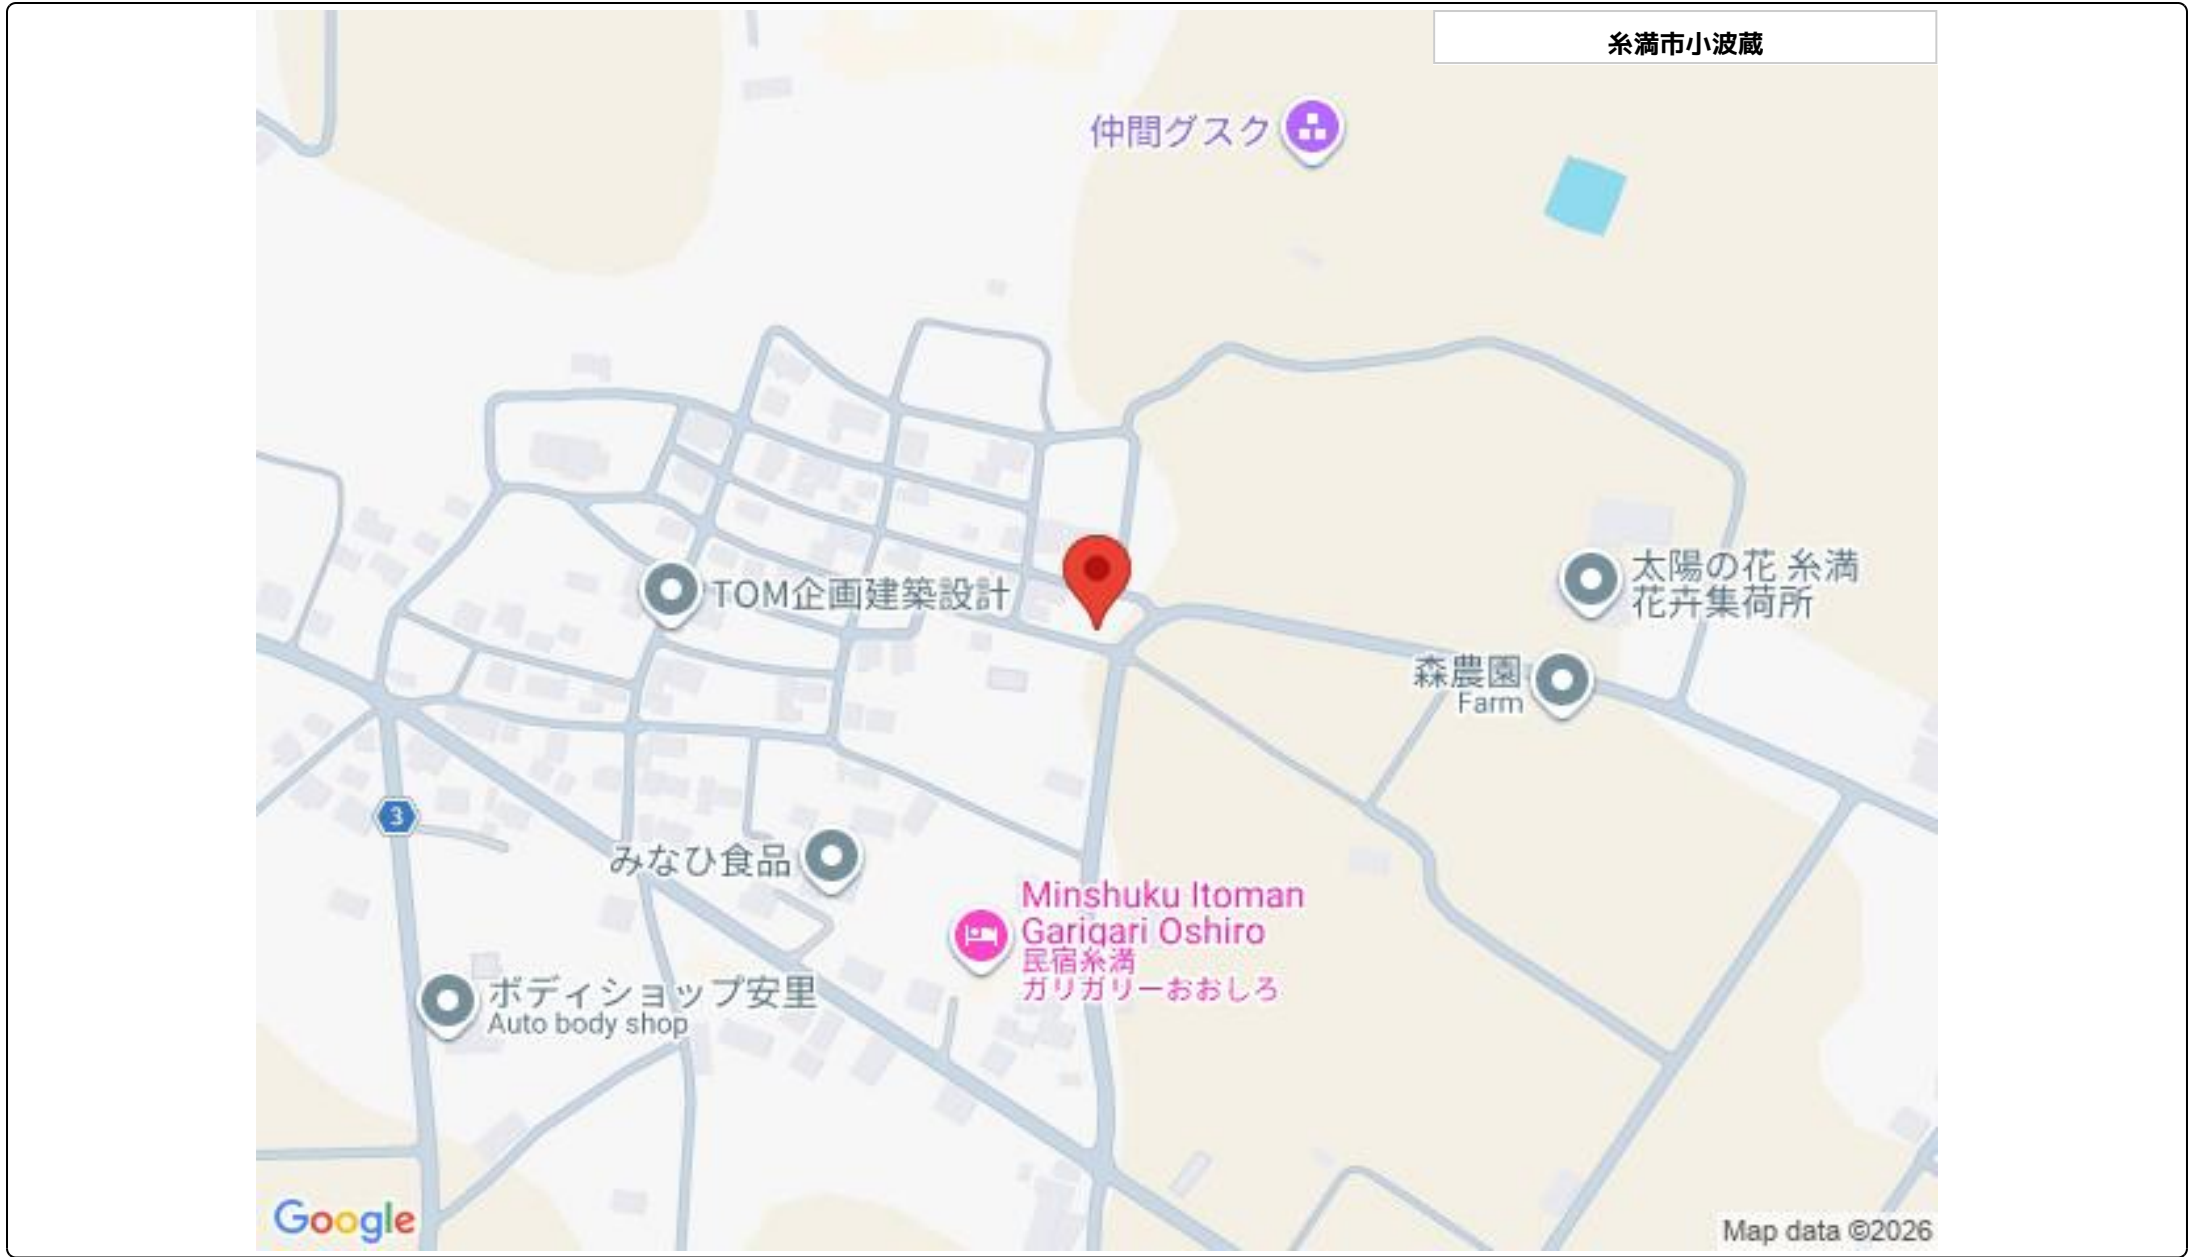 糸満市小波蔵
仲間グスク
TOM企画建築設計
太陽の花 糸満
花卉集荷所
森農園
Farm
3
みなひ食品
Minshuku Itoman
Garigari Oshiro
民宿糸満
ガリガリーおおしろ
ボディショップ安里
Auto body shop
Google
Map data ©2026